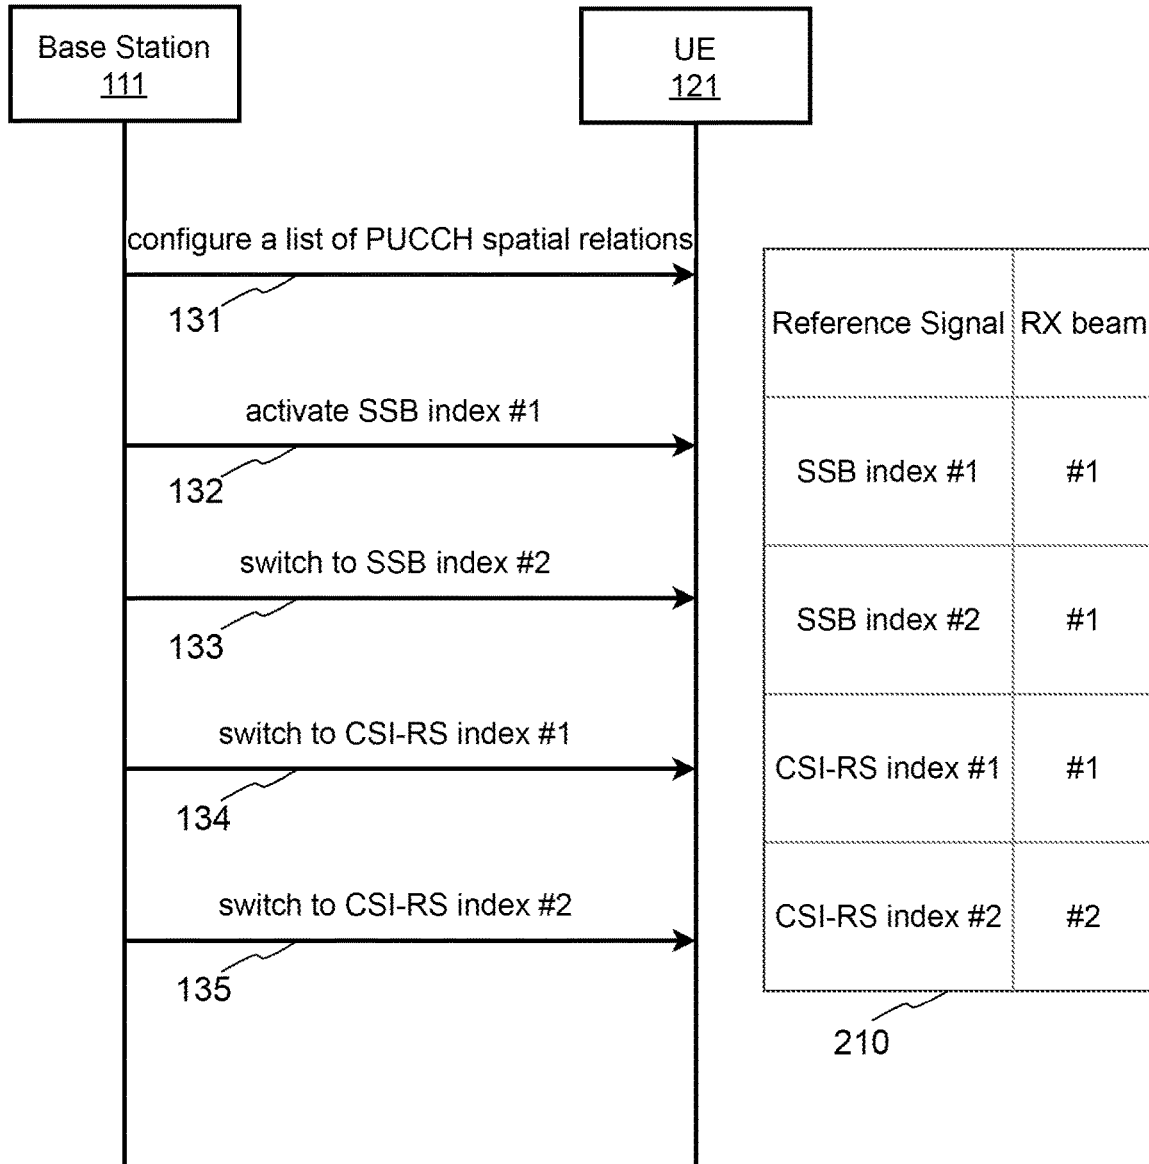 Base Station
111
UE
121
configure a list of PUCCH spatial relations
131
activate SSB index #1
132
switch to SSB index #2
133
switch to CSI-RS index #1
134
switch to CSI-RS index #2
135
Reference Signal RX beam
SSB index #1 #1
SSB index #2 #1
CSI-RS index #1 #1
CSI-RS index #2 #2
210